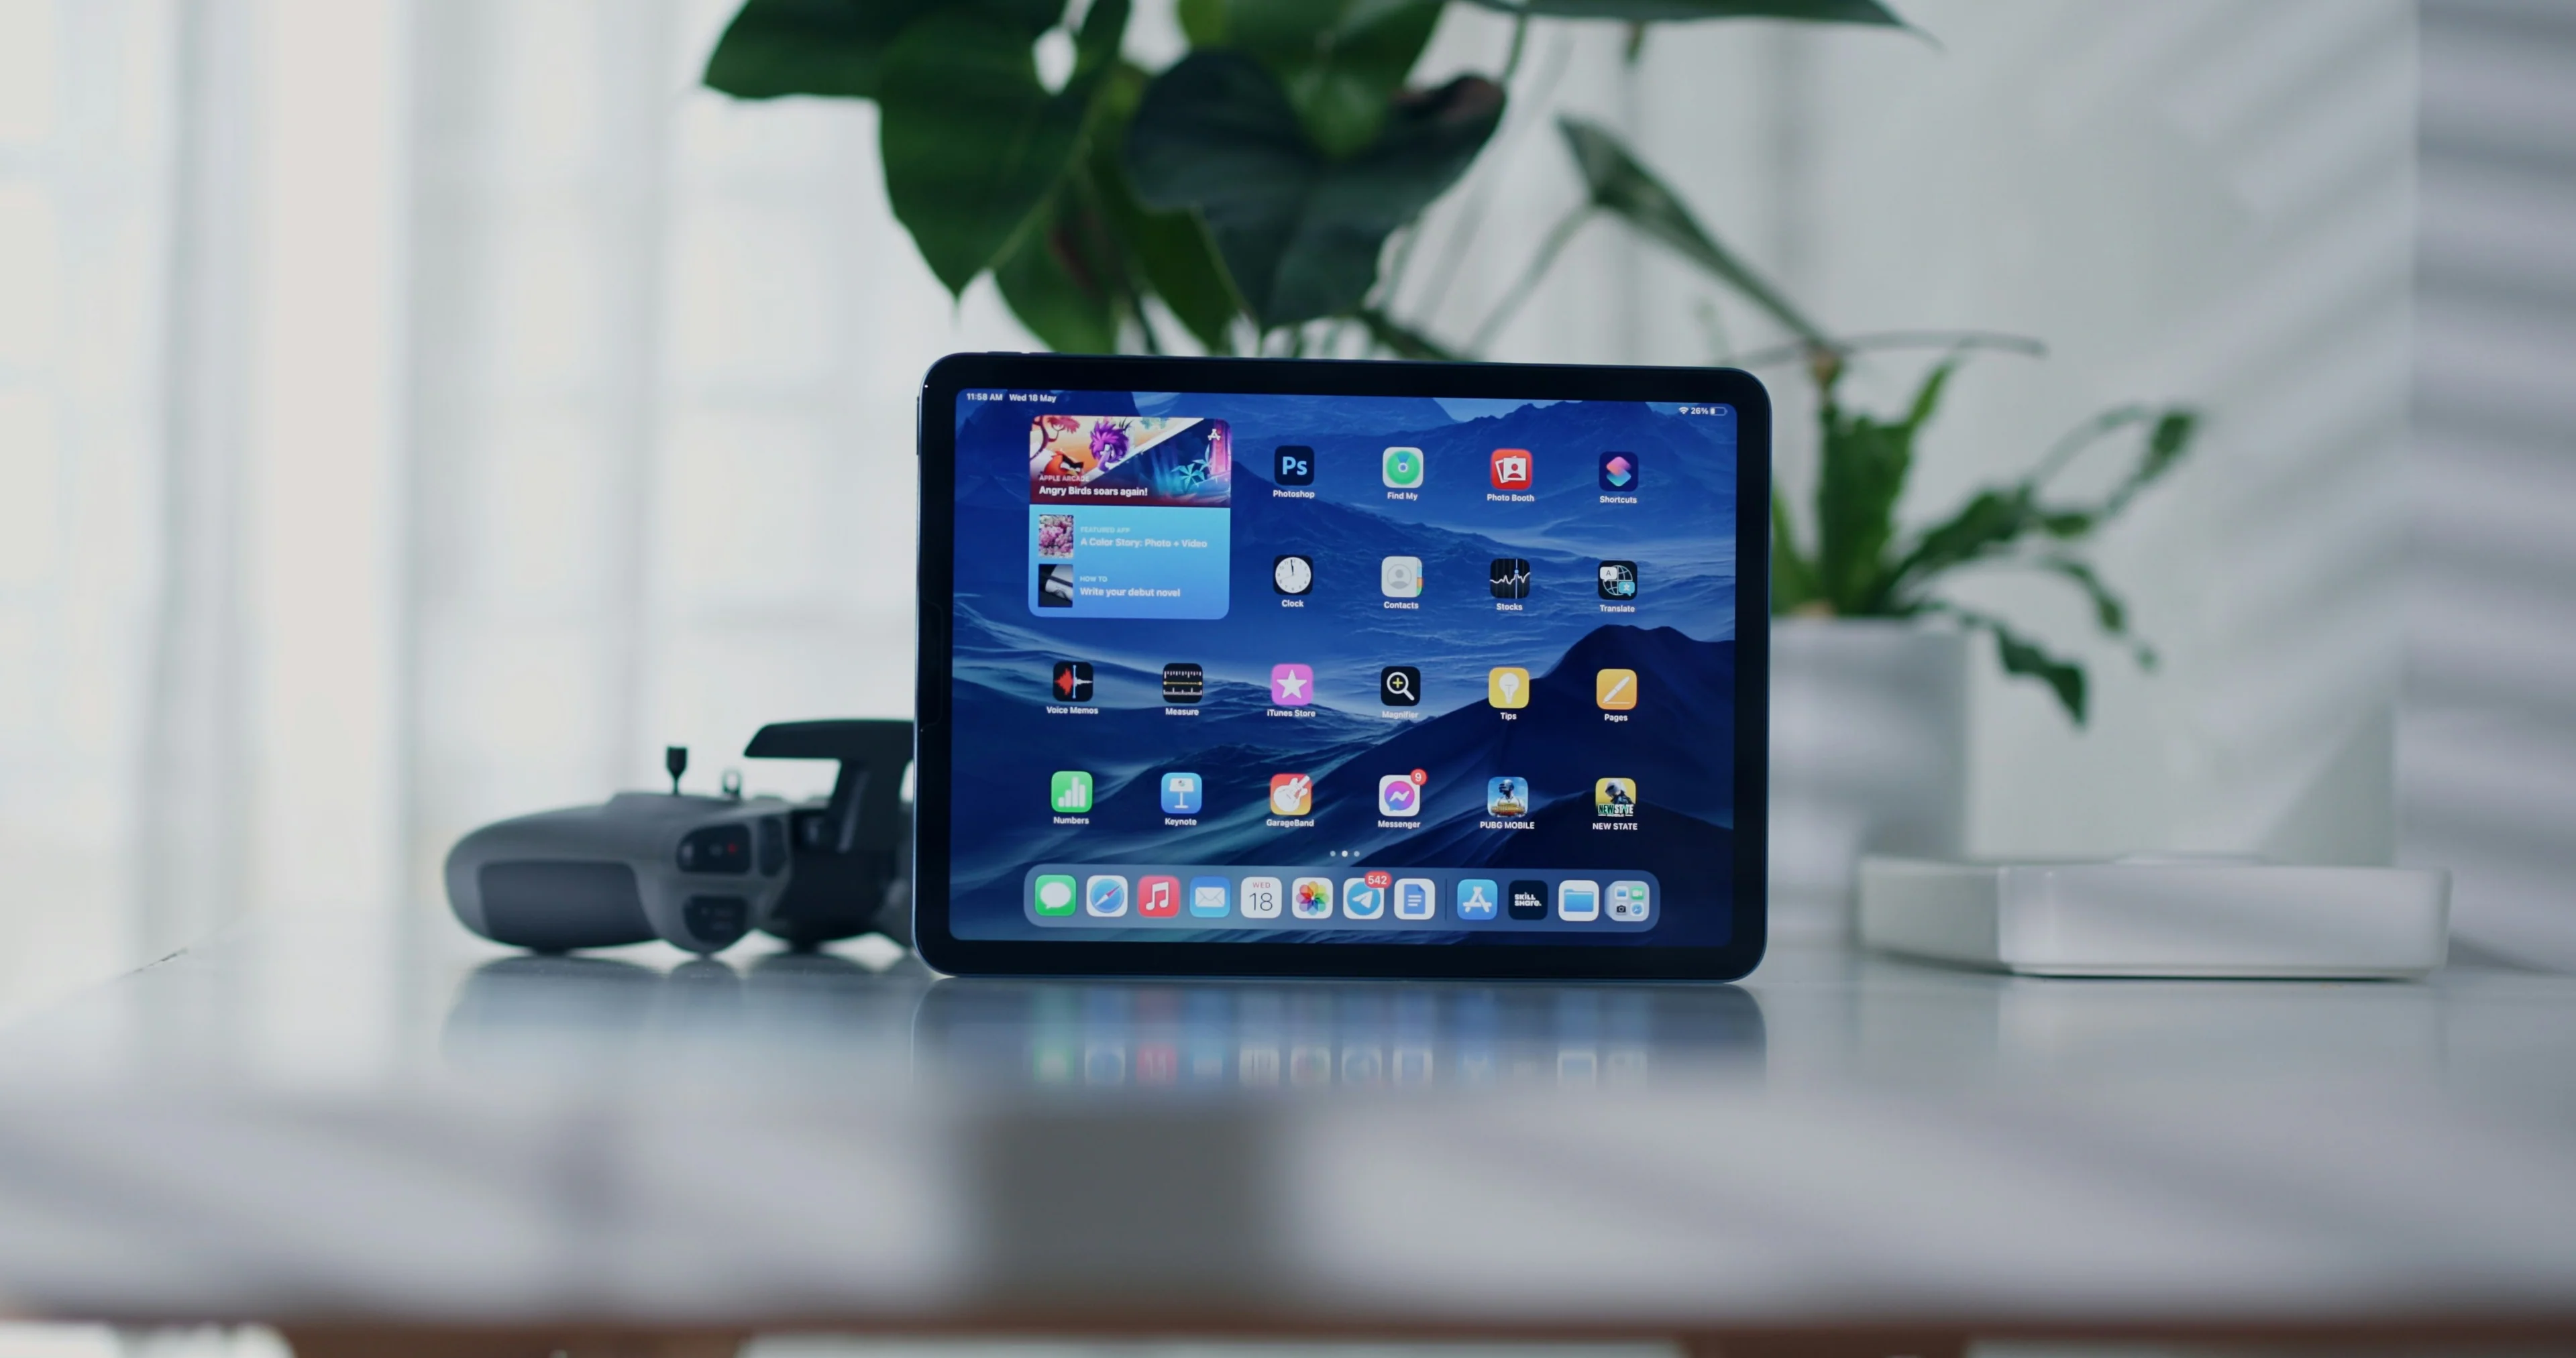 11:58 AM Wed 18 May
26%
APPLE ARCADE
Angry Birds soars again!
FEATURED APP
A Color Story: Photo + Video
HOW TO
Write your debut novel
Ps
Photoshop
Find My
Photo Booth
Shortcuts
Clock
Contacts
Stocks
A
Translate
Voice Memos
Measure
iTunes Store
Magnifier
Tips
Pages
Numbers
Keynote
GarageBand
9
Messenger
PUBG MOBILE
NEW STATE
NEW STATE
WED
18
542
SKILL
SHARE.